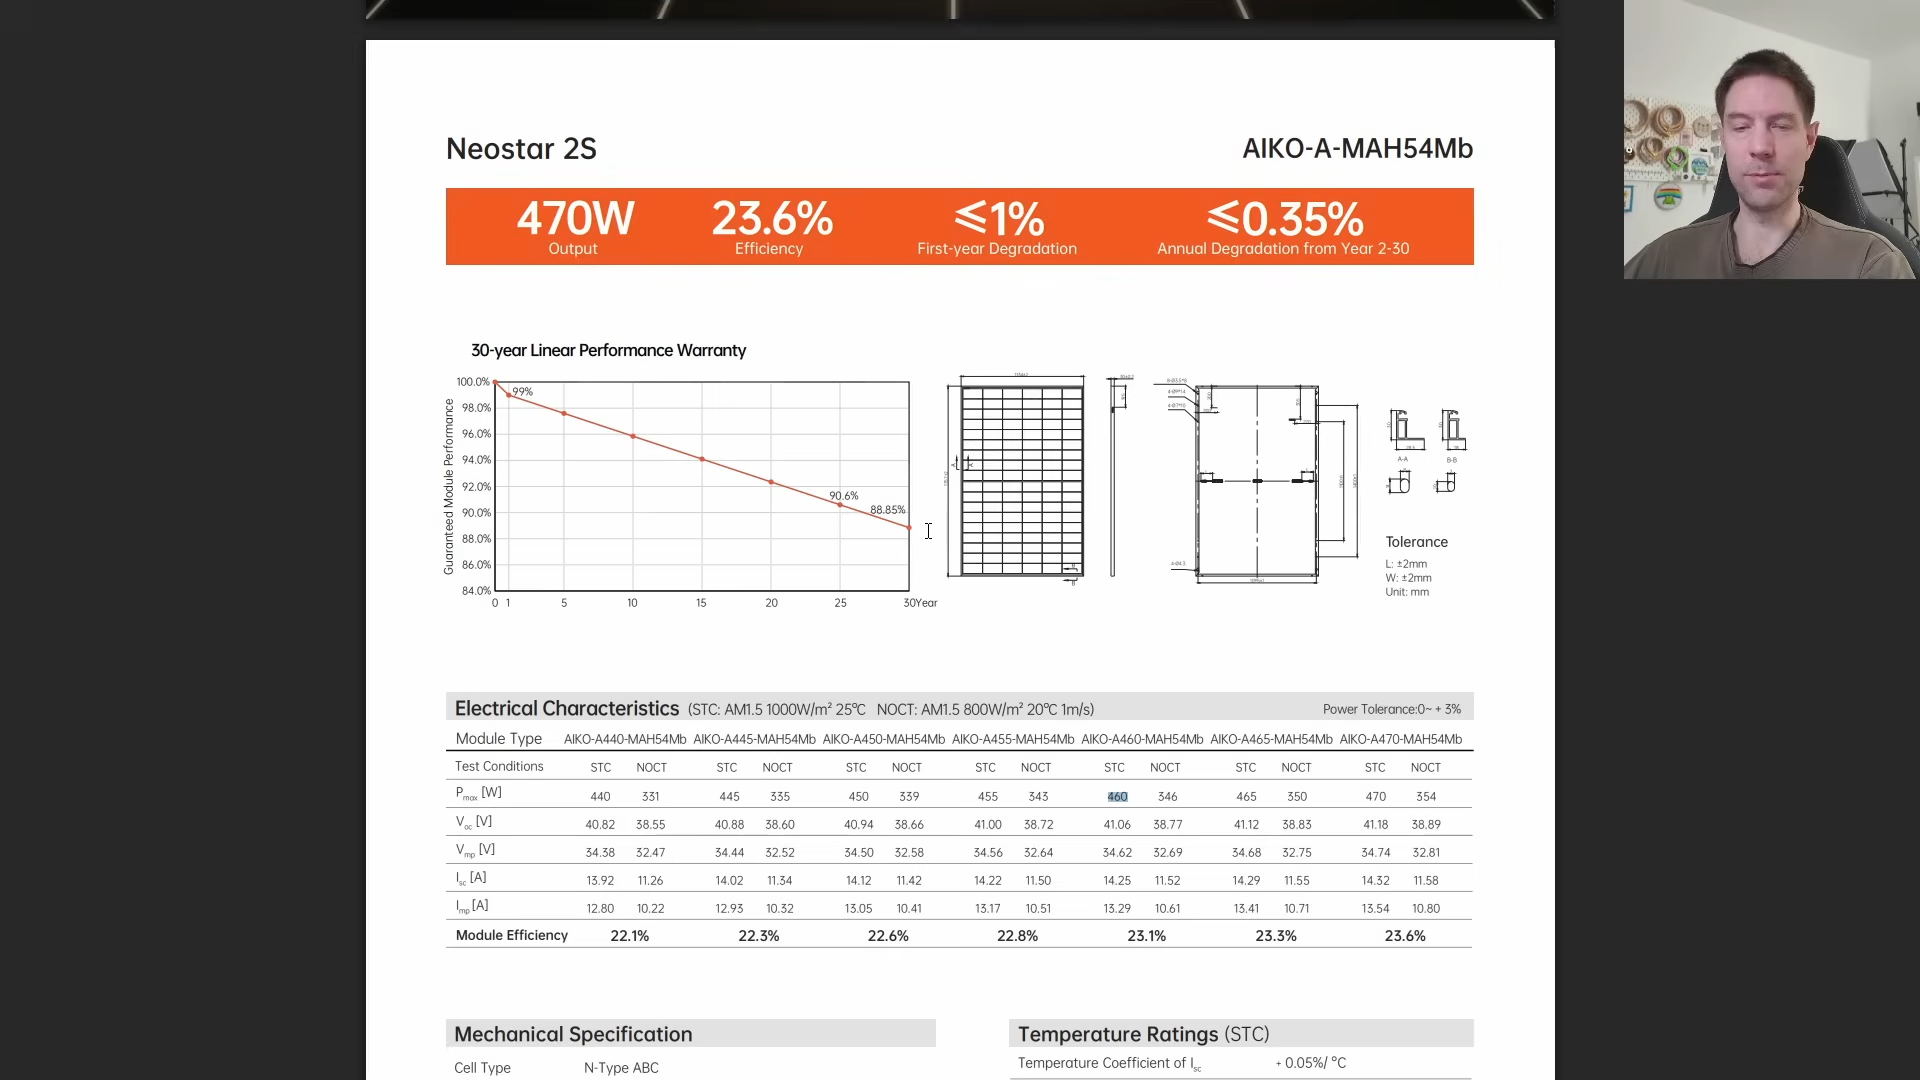 Neostar 2S
AIKO-A-MAH54Mb
470W 23.6% ⩽1% ⩽0.35%
Output Efficiency First-year Degradation Annual Degradation from Year 2-30
30-year Linear Performance Warranty
Guaranteed Module Performance
100.0%
98.0%
96.0%
94.0%
92.0%
90.0%
88.0%
86.0%
84.0%
99%
90.6%
88.85%
0 1 5 10 15 20 25 30Year
A-A B-B
Tolerance
L: ±2mm
W: ±2mm
Unit: mm
Electrical Characteristics (STC: AM1.5 1000W/m² 25℃ NOCT: AM1.5 800W/m² 20℃ 1m/s) Power Tolerance:0~ + 3%
Module Type AIKO-A440-MAH54Mb AIKO-A445-MAH54Mb AIKO-A450-MAH54Mb AIKO-A455-MAH54Mb AIKO-A460-MAH54Mb AIKO-A465-MAH54Mb AIKO-A470-MAH54Mb
Test Conditions STC NOCT STC NOCT STC NOCT STC NOCT STC NOCT STC NOCT STC NOCT
Pmax [W] 440 331 445 335 450 339 455 343 460 346 465 350 470 354
Voc [V] 40.82 38.55 40.88 38.60 40.94 38.66 41.00 38.72 41.06 38.77 41.12 38.83 41.18 38.89
Vmp [V] 34.38 32.47 34.44 32.52 34.50 32.58 34.56 32.64 34.62 32.69 34.68 32.75 34.74 32.81
Isc [A] 13.92 11.26 14.02 11.34 14.12 11.42 14.22 11.50 14.25 11.52 14.29 11.55 14.32 11.58
Imp [A] 12.80 10.22 12.93 10.32 13.05 10.41 13.17 10.51 13.29 10.61 13.41 10.71 13.54 10.80
Module Efficiency 22.1% 22.3% 22.6% 22.8% 23.1% 23.3% 23.6%
Mechanical Specification
Cell Type N-Type ABC
Temperature Ratings (STC)
Temperature Coefficient of Isc + 0.05%/ °C